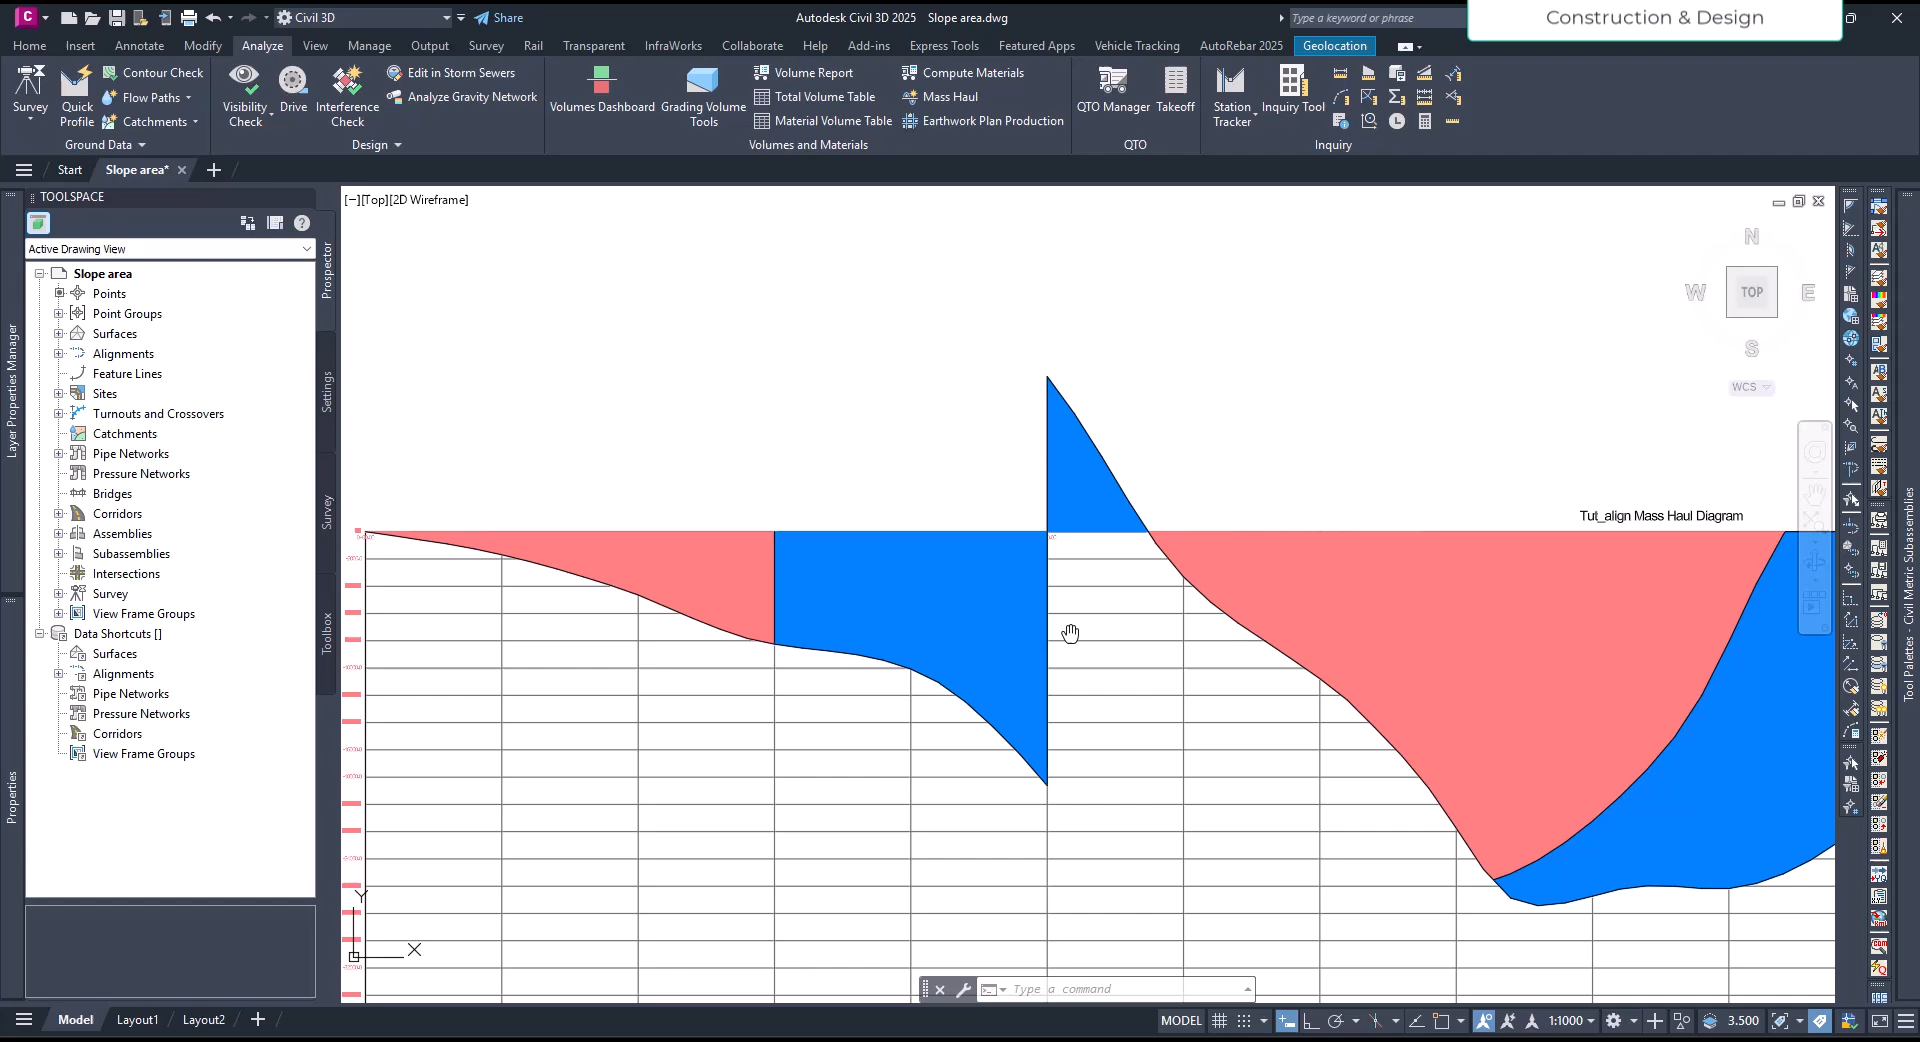 C
Civil 3D
Share
Autodesk Civil 3D 2025 Slope area.dwg
Type a keyword or phrase
Construction & Design
Home Insert Annotate Modify Analyze View Manage Output Survey Rail Transparent InfraWorks Collaborate Help Add-ins Express Tools Featured Apps Vehicle Tracking AutoRebar 2025 Geolocation
Survey
Quick Profile
Contour Check
Flow Paths
Catchments
Ground Data
Visibility Check
Drive
Interference Check
Edit in Storm Sewers
Analyze Gravity Network
Design
Volumes Dashboard
Grading Volume Tools
Volume Report
Total Volume Table
Material Volume Table
Compute Materials
Mass Haul
Earthwork Plan Production
Volumes and Materials
QTO Manager
Takeoff
QTO
Station Tracker
Inquiry Tool
Inquiry
Start
Slope area*
TOOLSPACE
Active Drawing View
Slope area
Points
Point Groups
Surfaces
Alignments
Feature Lines
Sites
Turnouts and Crossovers
Catchments
Pipe Networks
Pressure Networks
Bridges
Corridors
Assemblies
Subassemblies
Intersections
Survey
View Frame Groups
Data Shortcuts []
Surfaces
Alignments
Pipe Networks
Pressure Networks
Corridors
View Frame Groups
Layer Properties Manager
Properties
Prospector
Settings
Survey
Toolbox
[−][Top][2D Wireframe]
N
W TOP E
S
WCS
Tut_align Mass Haul Diagram
Y
X
Type a command
Tool Palettes - Civil Metric Subassemblies
Model Layout1 Layout2
MODEL
1:1000
3.500